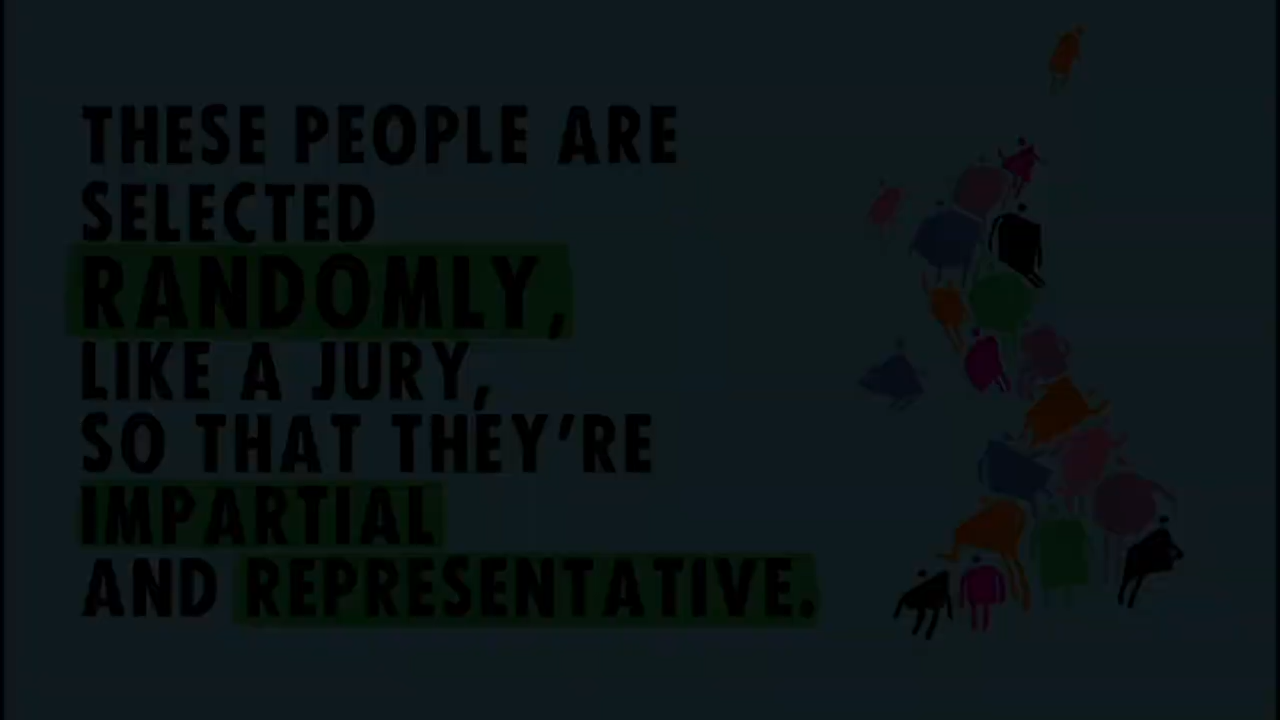 THESE PEOPLE ARE
SELECTED
RANDOMLY,
LIKE A JURY,
SO THAT THEY'RE
IMPARTIAL
AND REPRESENTATIVE.